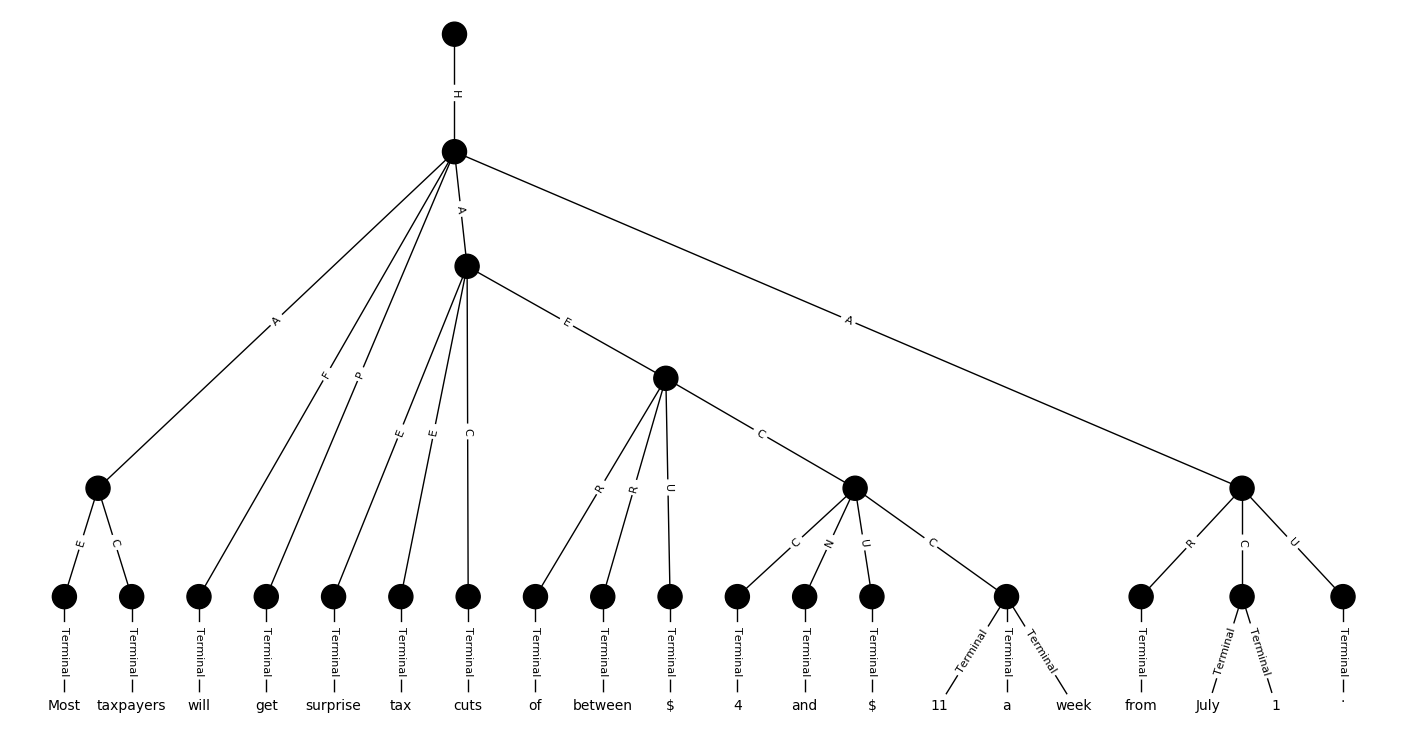 H
A
A
F
P
A
E
E
E
C
C
R
R
U
E
C
C
N
U
C
R
C
U
Terminal Terminal Terminal Terminal Terminal Terminal Terminal Terminal Terminal Terminal Terminal Terminal Terminal Terminal Terminal Terminal Terminal Terminal Terminal Terminal
Most taxpayers will get surprise tax cuts of between $ 4 and $ 11 a week from July 1 .